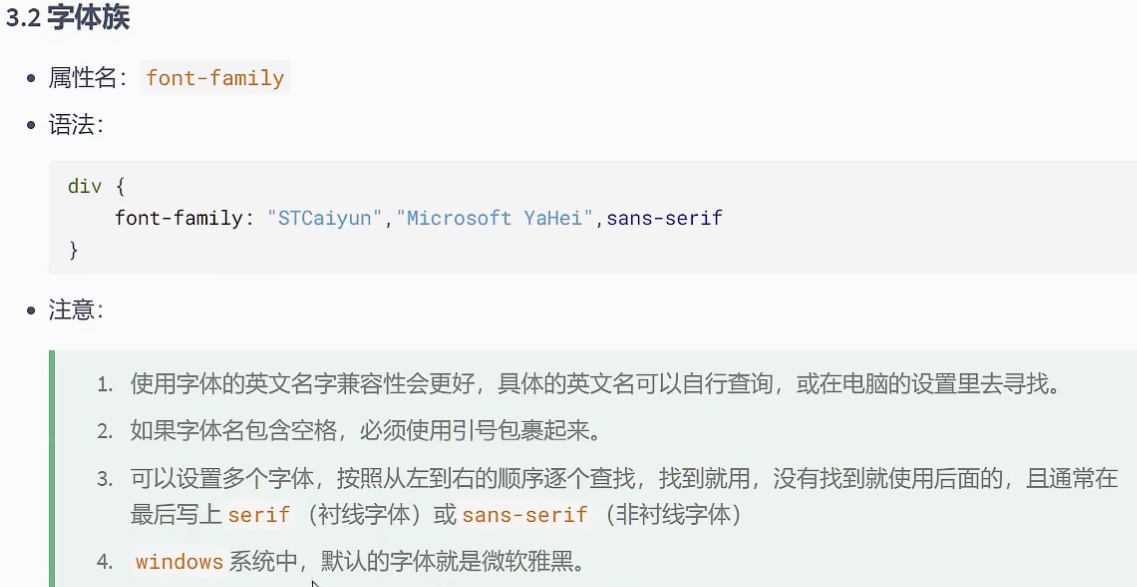 3.2 字体族
• 属性名： font-family
• 语法：
div {
    font-family: "STCaiyun","Microsoft YaHei",sans-serif
}
• 注意：
1. 使用字体的英文名字兼容性会更好，具体的英文名可以自行查询，或在电脑的设置里去寻找。
2. 如果字体名包含空格，必须使用引号包裹起来。
3. 可以设置多个字体，按照从左到右的顺序逐个查找，找到就用，没有找到就使用后面的，且通常在
最后写上 serif （衬线字体）或 sans-serif （非衬线字体）
4. windows 系统中，默认的字体就是微软雅黑。